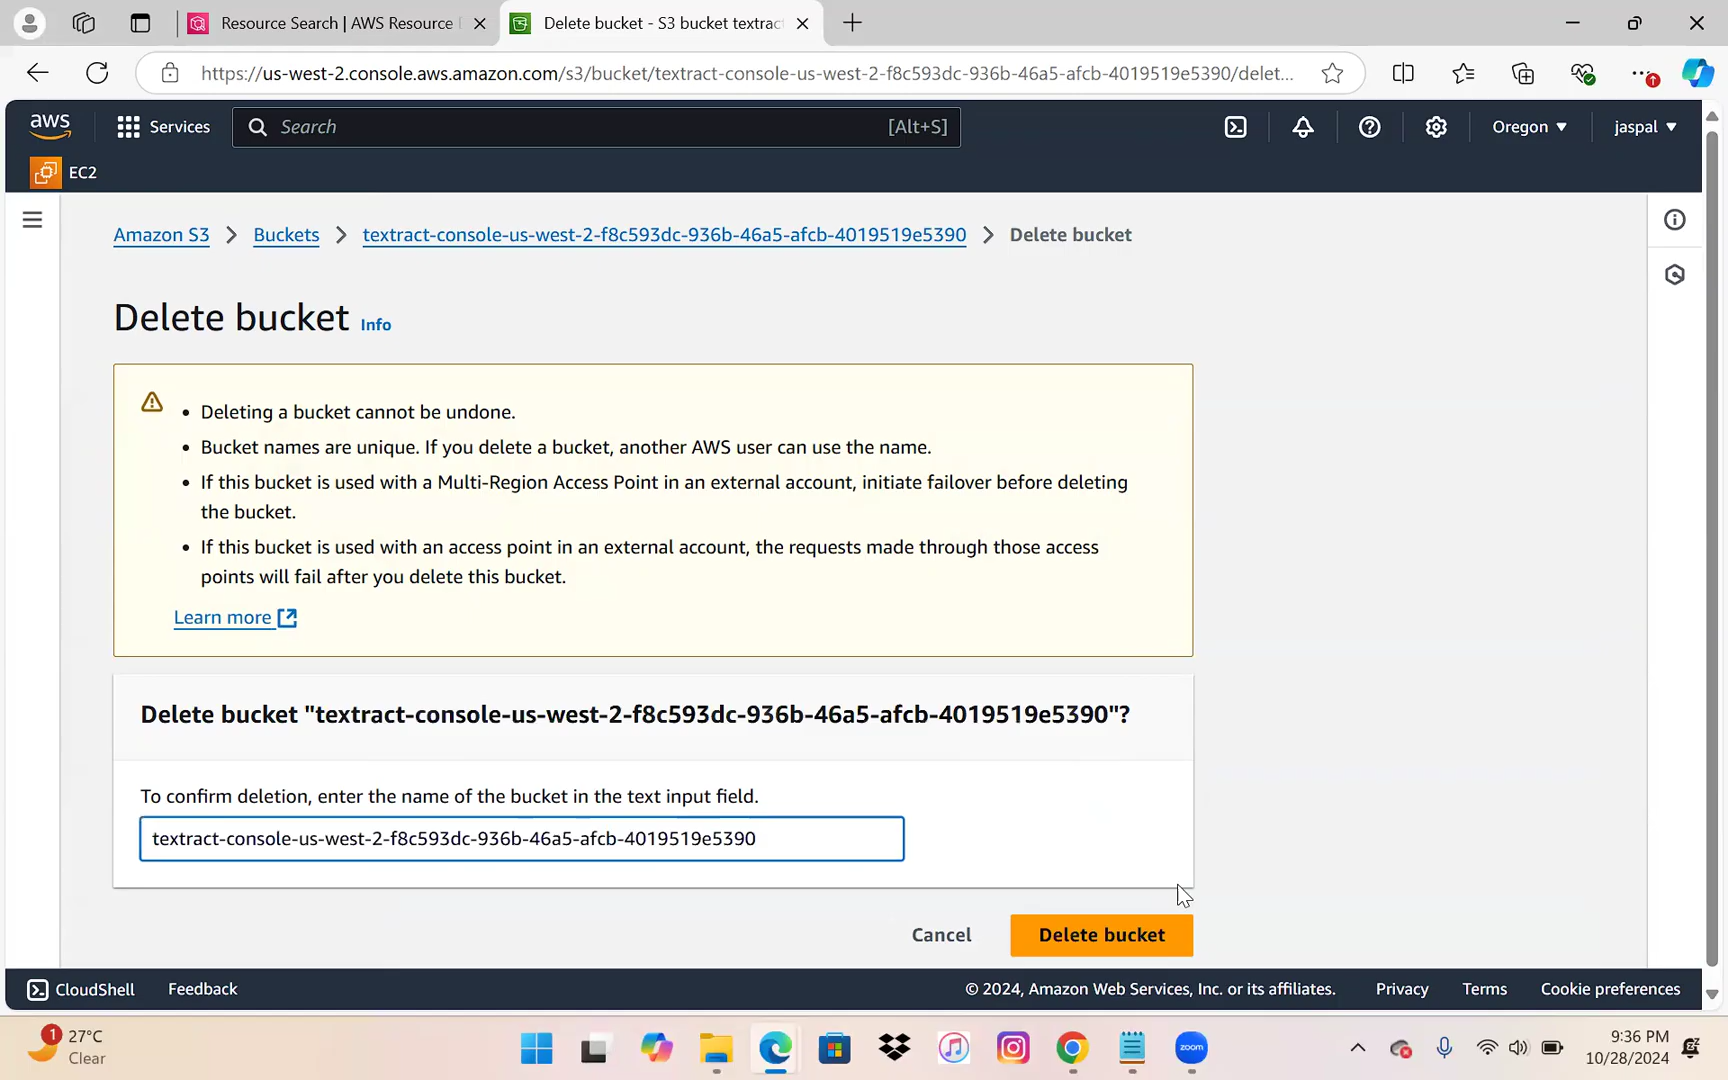 Resource Search | AWS Resource
Delete bucket - S3 bucket textrac
https://us-west-2.console.aws.amazon.com/s3/bucket/textract-console-us-west-2-f8c593dc-936b-46a5-afcb-4019519e5390/delet...
aws
Services
Search
[Alt+S]
Oregon
jaspal
EC2
Amazon S3
Buckets
textract-console-us-west-2-f8c593dc-936b-46a5-afcb-4019519e5390
Delete bucket
Delete bucket Info
• Deleting a bucket cannot be undone.
• Bucket names are unique. If you delete a bucket, another AWS user can use the name.
• If this bucket is used with a Multi-Region Access Point in an external account, initiate failover before deleting
the bucket.
• If this bucket is used with an access point in an external account, the requests made through those access
points will fail after you delete this bucket.
Learn more
Delete bucket "textract-console-us-west-2-f8c593dc-936b-46a5-afcb-4019519e5390"?
To confirm deletion, enter the name of the bucket in the text input field.
textract-console-us-west-2-f8c593dc-936b-46a5-afcb-4019519e5390
Cancel
Delete bucket
CloudShell
Feedback
© 2024, Amazon Web Services, Inc. or its affiliates.
Privacy
Terms
Cookie preferences
1
27°C
Clear
zoom
9:36 PM
10/28/2024